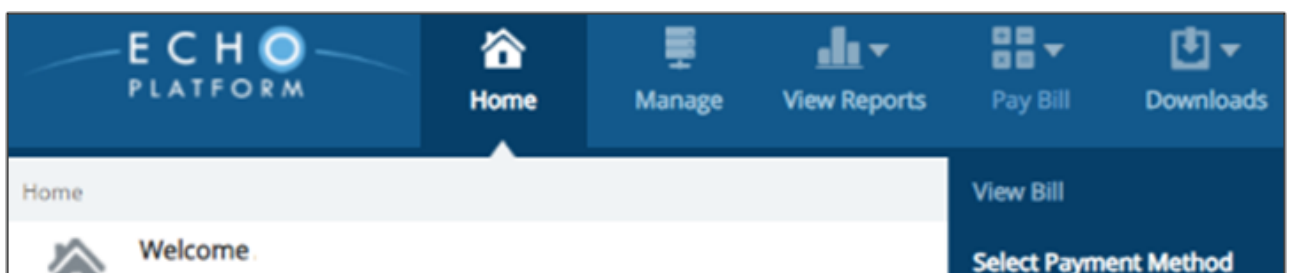 ECHO
PLATFORM
Home
Manage
View Reports
Pay Bill
Downloads
Home
View Bill
Welcome
Select Payment Method